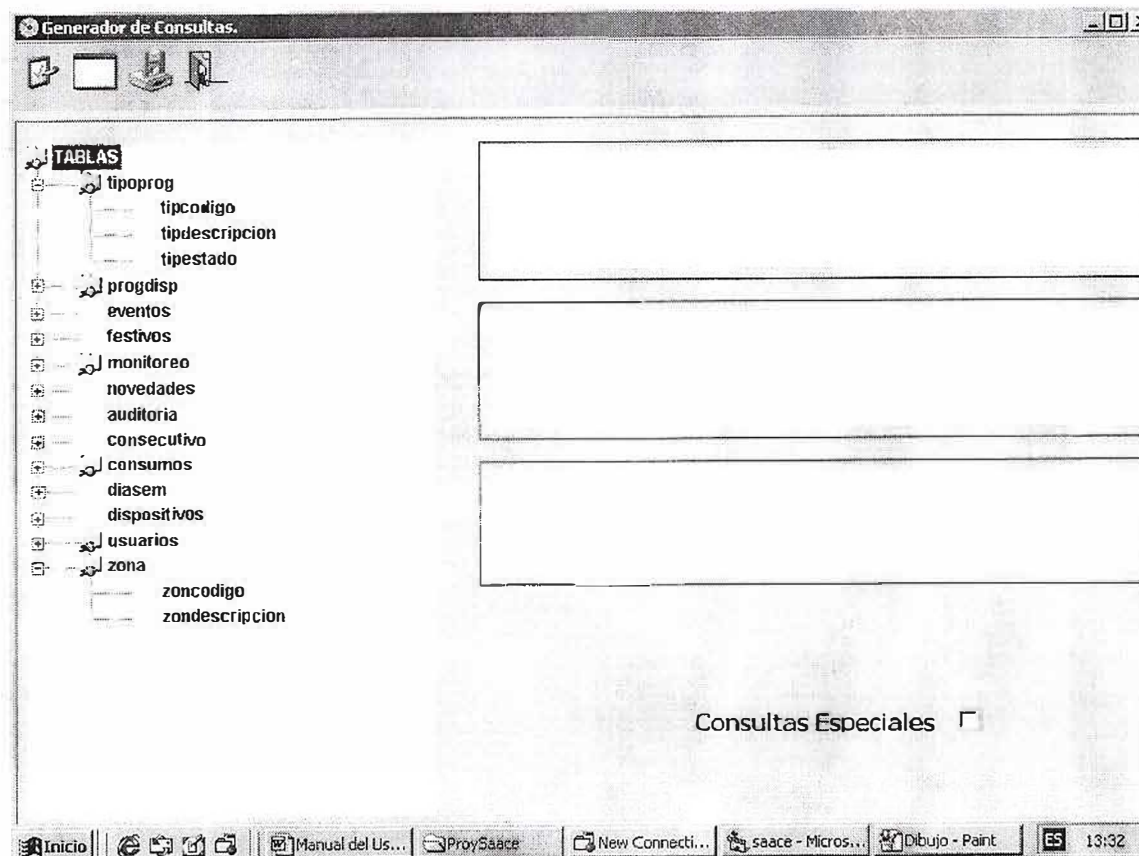 Generador de Consultas.
TABLAS
tipoprog
tipcodigo
tipdescripcion
tipestado
progdisp
eventos
festivos
monitoreo
novedades
auditoria
consecutivo
consumos
diasem
dispositivos
usuarios
zona
zoncodigo
zondescripcion
Consultas Especiales
Inicio Manual del Us... ProySaace New Connecti... saace - Micros... Dibujo - Paint ES 13:32